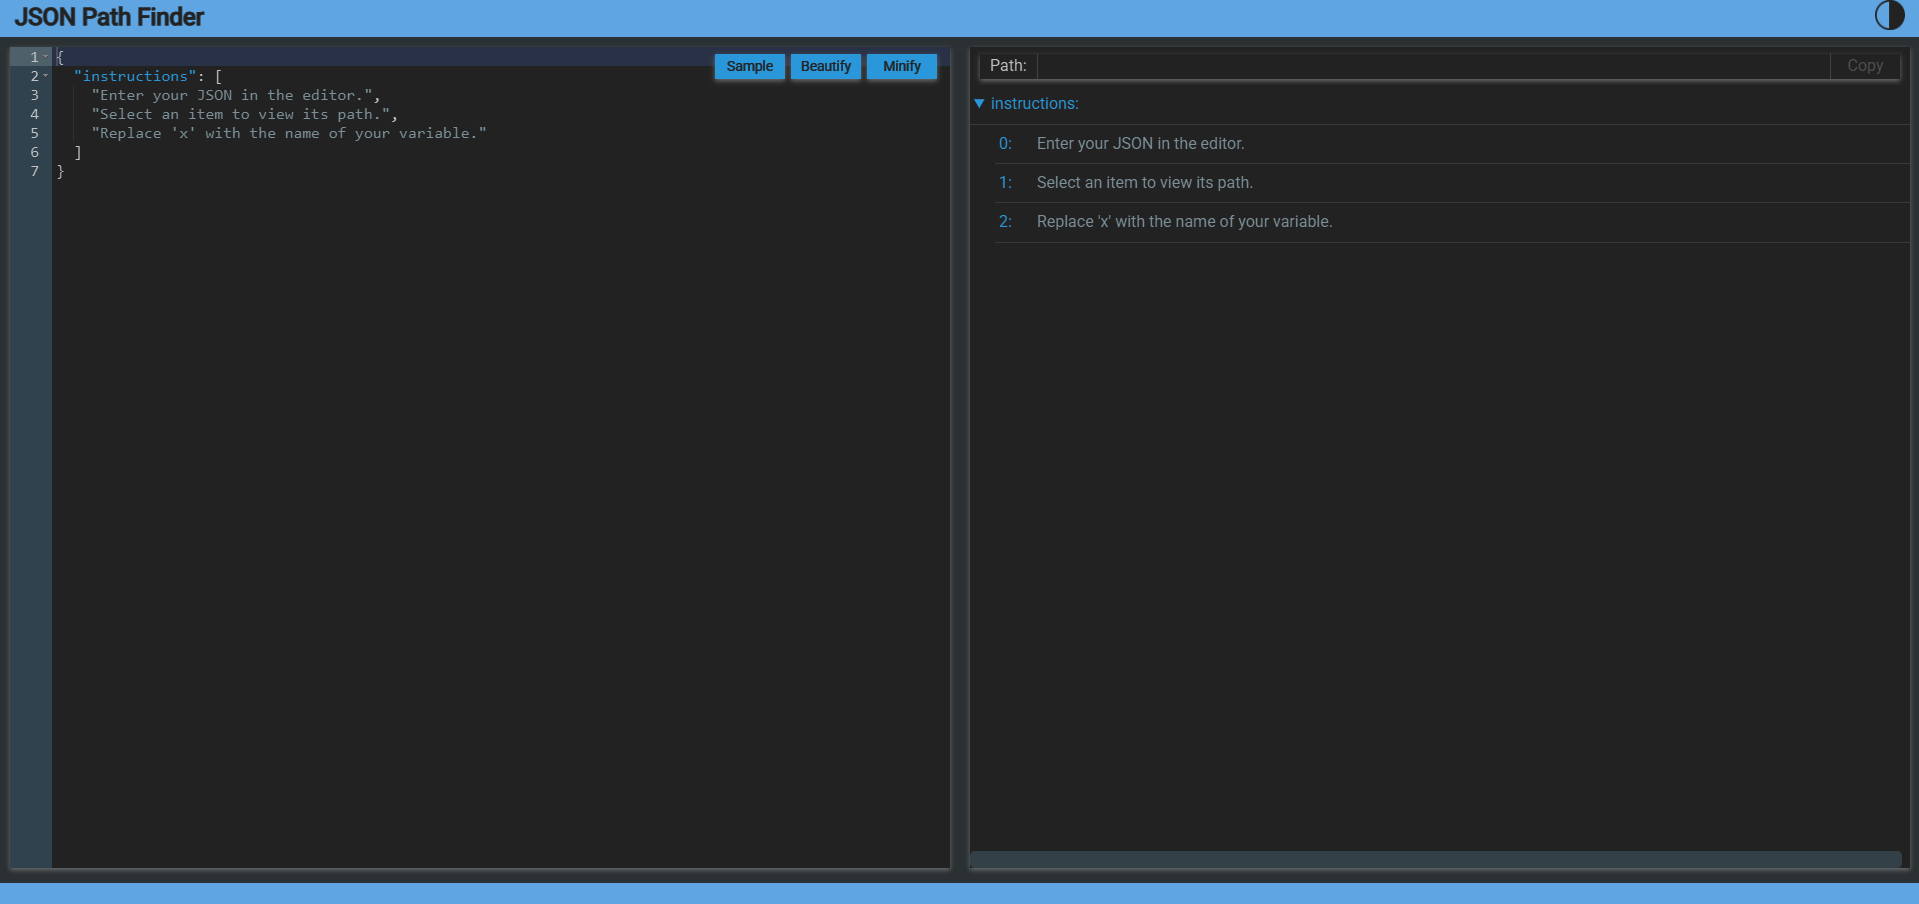 JSON Path Finder
1 {
2 "instructions": [
3 "Enter your JSON in the editor.",
4 "Select an item to view its path.",
5 "Replace 'x' with the name of your variable."
6 ]
7 }
Sample Beautify Minify
Path: Copy
instructions:
0: Enter your JSON in the editor.
1: Select an item to view its path.
2: Replace 'x' with the name of your variable.